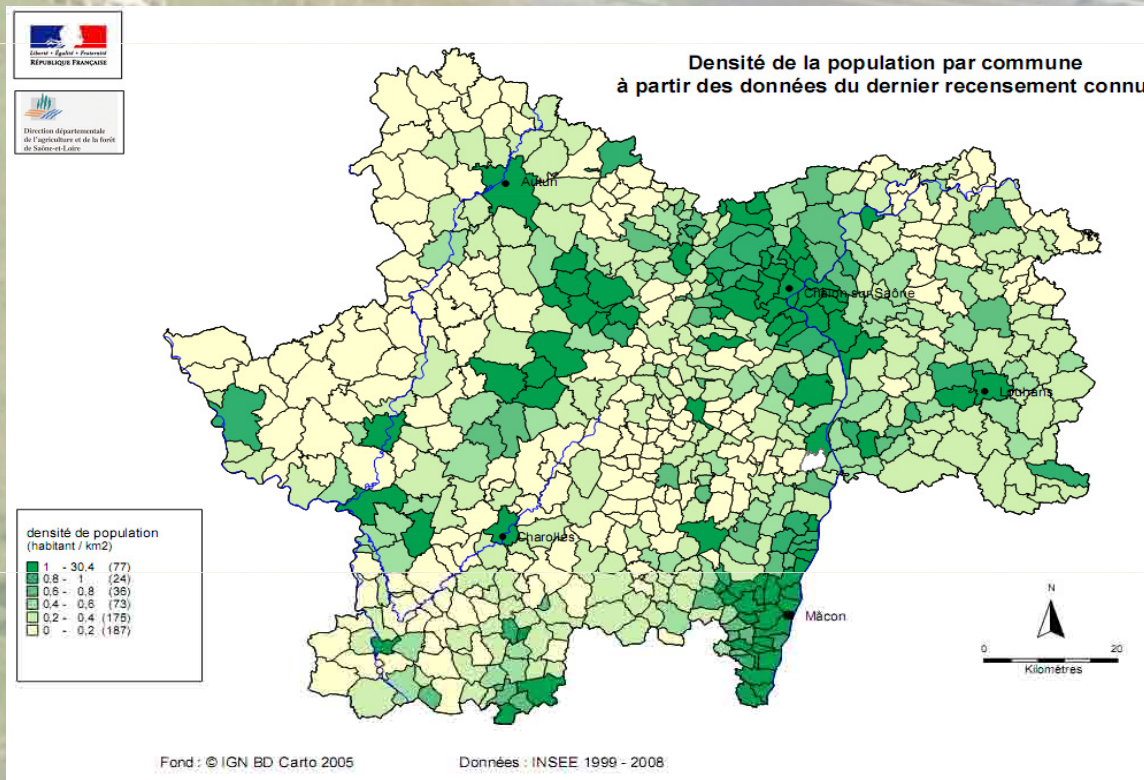 Liberté • Égalité • Fraternité
RÉPUBLIQUE FRANÇAISE
Direction départementale
de l'agriculture et de la forêt
de Saône-et-Loire
Densité de la population par commune
à partir des données du dernier recensement connu
Autun
Chalon sur Saône
Louhans
Charolles
Mâcon
densité de population
(habitant / km2)
1 - 30,4 (77)
0,8 - 1 (24)
0,6 - 0,8 (36)
0,4 - 0,6 (73)
0,2 - 0,4 (175)
0 - 0,2 (187)
N
0 20
Kilomètres
Fond : © IGN BD Carto 2005 Données : INSEE 1999 - 2008